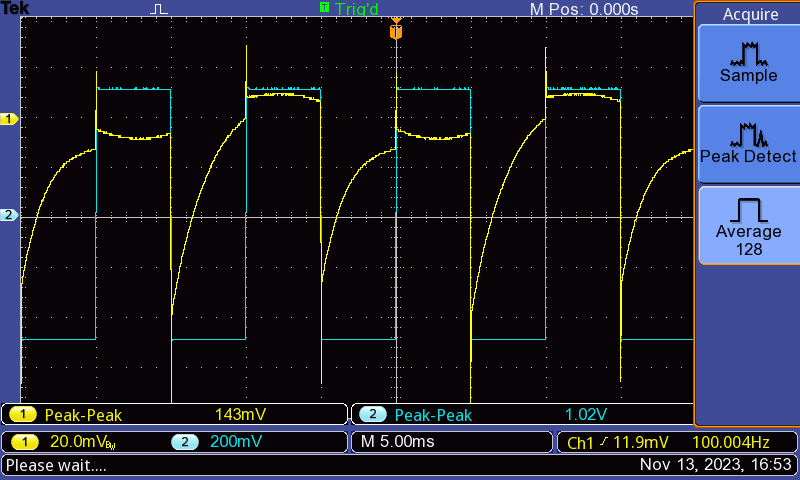 Tek Trig'd M Pos: 0.000s Acquire
Sample
Peak Detect
Average
128
1
2
1 Peak-Peak 143mV 2 Peak-Peak 1.02V
1 20.0mVBW 2 200mV M 5.00ms Ch1 11.9mV 100.004Hz
Please wait.... Nov 13, 2023, 16:53